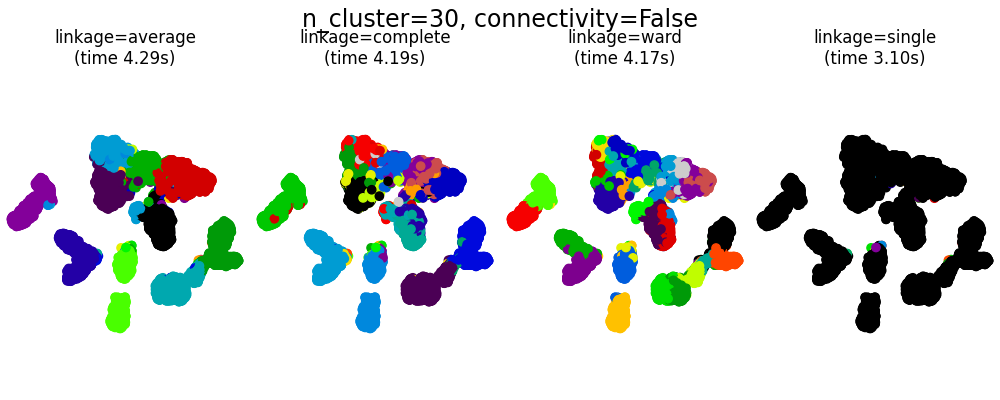 n_cluster=30, connectivity=False
linkage=average
(time 4.29s)
linkage=complete
(time 4.19s)
linkage=ward
(time 4.17s)
linkage=single
(time 3.10s)